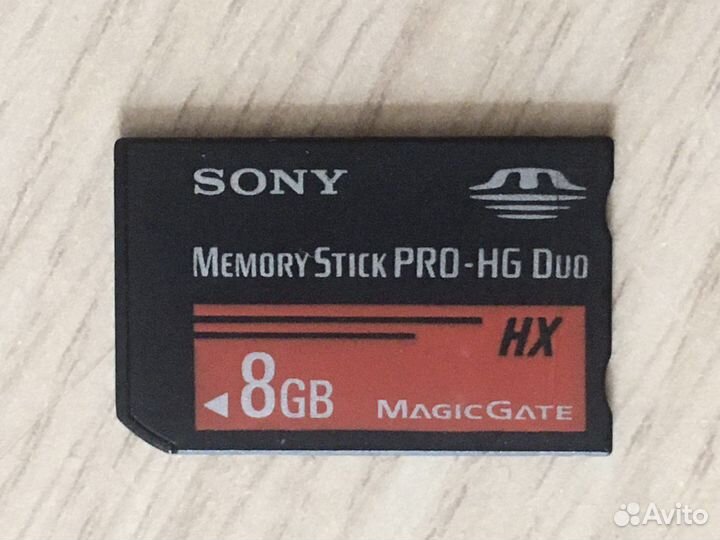 SONY
MEMORY STICK PRO-HG DUO
HX
8GB
MAGICGATE
Avito